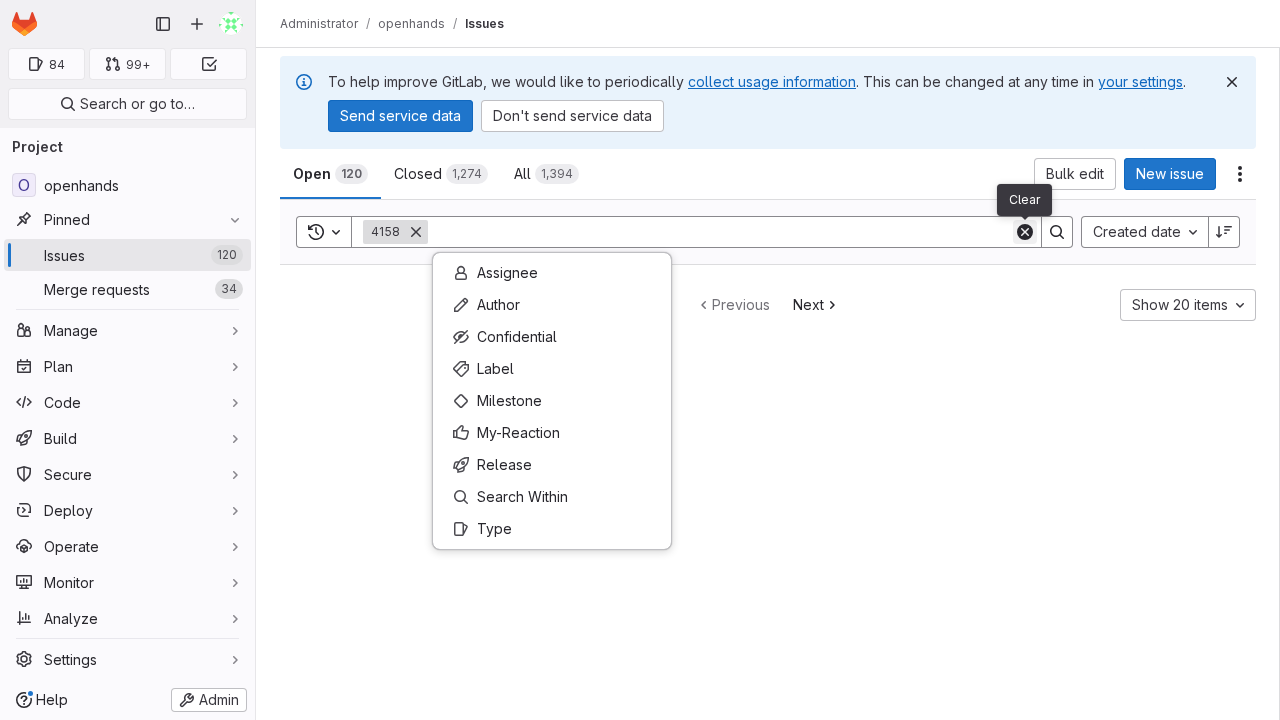 Administrator / openhands / Issues
84
99+
Search or go to…
To help improve GitLab, we would like to periodically collect usage information. This can be changed at any time in your settings.
Send service data
Don't send service data
Project
O openhands
Pinned
Issues 120
Merge requests 34
Manage
Plan
Code
Build
Secure
Deploy
Operate
Monitor
Analyze
Settings
Help
Admin
Open 120
Closed 1,274
All 1,394
Bulk edit
New issue
Clear
4158
Created date
Assignee
Author
Confidential
Label
Milestone
My-Reaction
Release
Search Within
Type
Previous
Next
Show 20 items